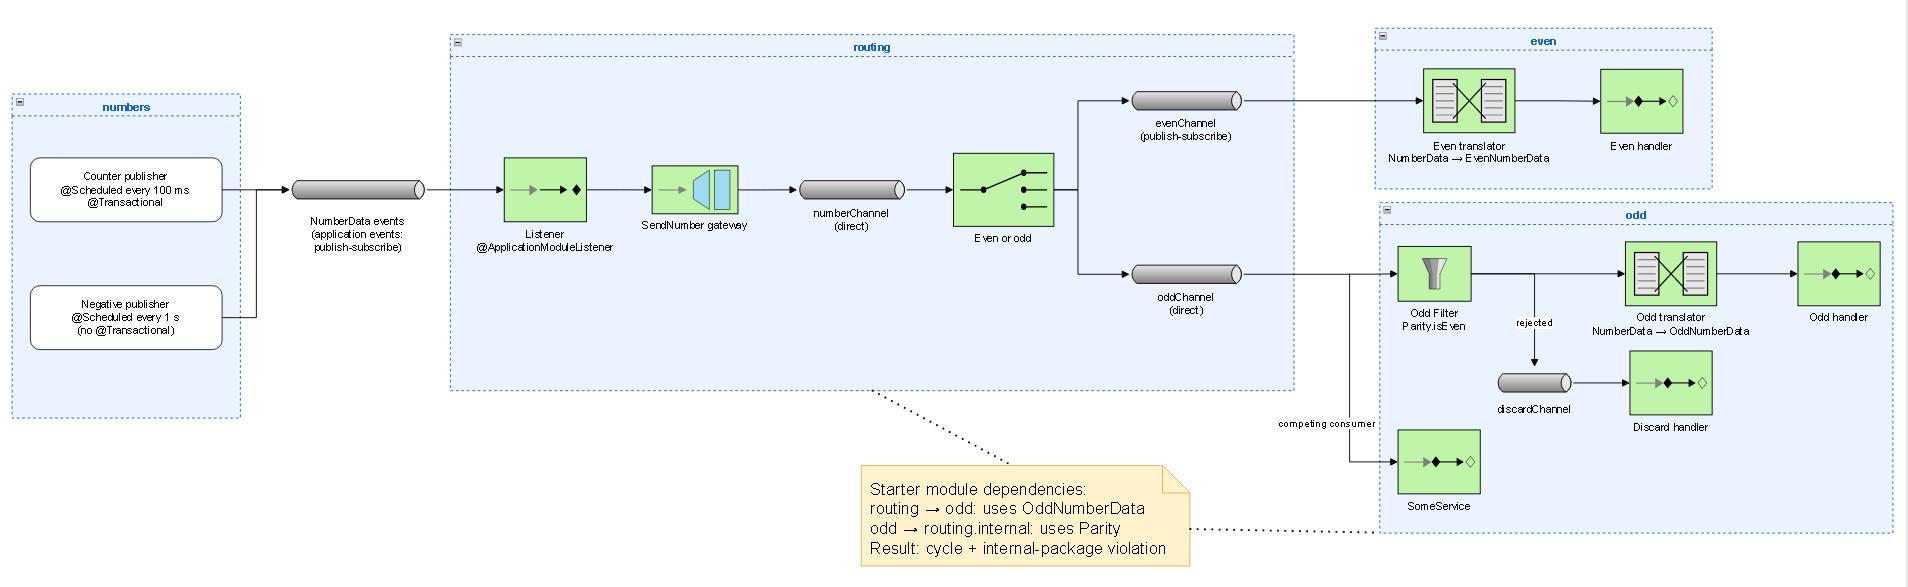 numbers
Counter publisher
@Scheduled every 100 ms
@Transactional
Negative publisher
@Scheduled every 1 s
(no @Transactional)
NumberData events
(application events:
publish-subscribe)
routing
Listener
@ApplicationModuleListener
SendNumber gateway
numberChannel
(direct)
Even or odd
evenChannel
(publish-subscribe)
oddChannel
(direct)
even
Even translator
NumberData → EvenNumberData
Even handler
odd
Odd Filter
Parity.isEven
rejected
Odd translator
NumberData → OddNumberData
Odd handler
discardChannel
Discard handler
competing consumer
SomeService
Starter module dependencies:
routing → odd: uses OddNumberData
odd → routing.internal: uses Parity
Result: cycle + internal-package violation